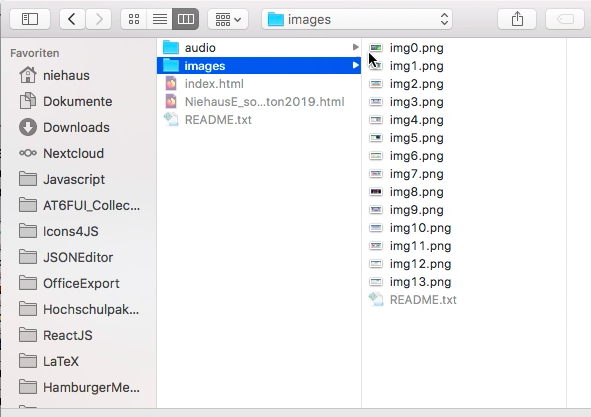 images
Favoriten
niehaus
Dokumente
Downloads
Nextcloud
Javascript
AT6FUI_Collec...
Icons4JS
JSONEditor
OfficeExport
Hochschulpak...
ReactJS
LaTeX
HamburgerMe...
audio
images
index.html
NiehausE_so...ton2019.html
README.txt
img0.png
img1.png
img2.png
img3.png
img4.png
img5.png
img6.png
img7.png
img8.png
img9.png
img10.png
img11.png
img12.png
img13.png
README.txt